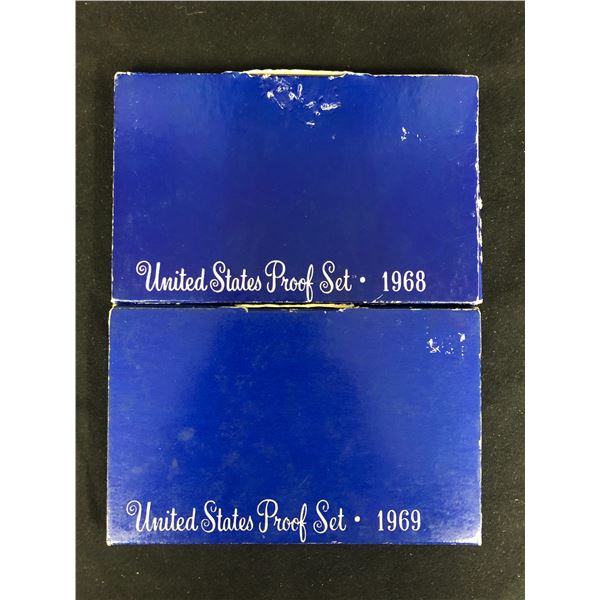 United States Proof Set • 1968
United States Proof Set • 1969